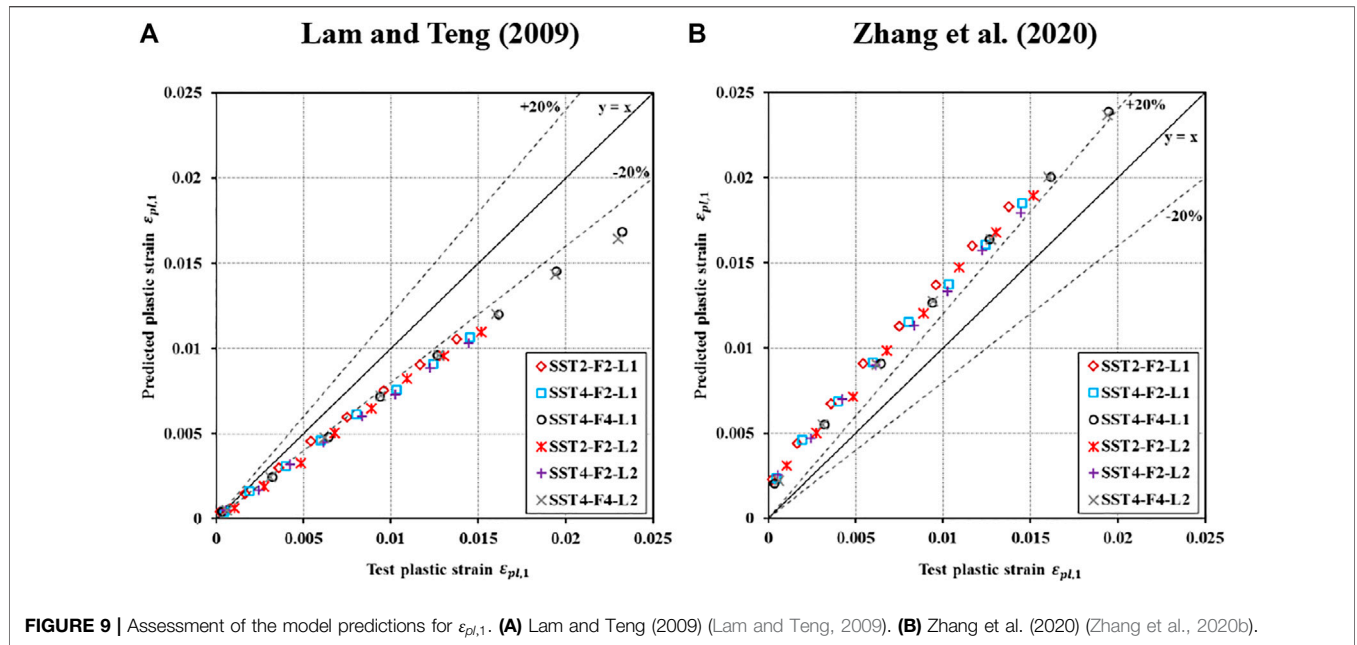 A Lam and Teng (2009)
0.025
0.02
0.015
0.01
0.005
0
Predicted plastic strain εpl,1
+20%
y = x
-20%
SST2-F2-L1
SST4-F2-L1
SST4-F4-L1
SST2-F2-L2
SST4-F2-L2
SST4-F4-L2
0 0.005 0.01 0.015 0.02 0.025
Test plastic strain εpl,1
B Zhang et al. (2020)
0.025
0.02
0.015
0.01
0.005
0
Predicted plastic strain εpl,1
+20%
y = x
-20%
SST2-F2-L1
SST4-F2-L1
SST4-F4-L1
SST2-F2-L2
SST4-F2-L2
SST4-F4-L2
0 0.005 0.01 0.015 0.02 0.025
Test plastic strain εpl,1
FIGURE 9 | Assessment of the model predictions for εpl,1. (A) Lam and Teng (2009) (Lam and Teng, 2009). (B) Zhang et al. (2020) (Zhang et al., 2020b).